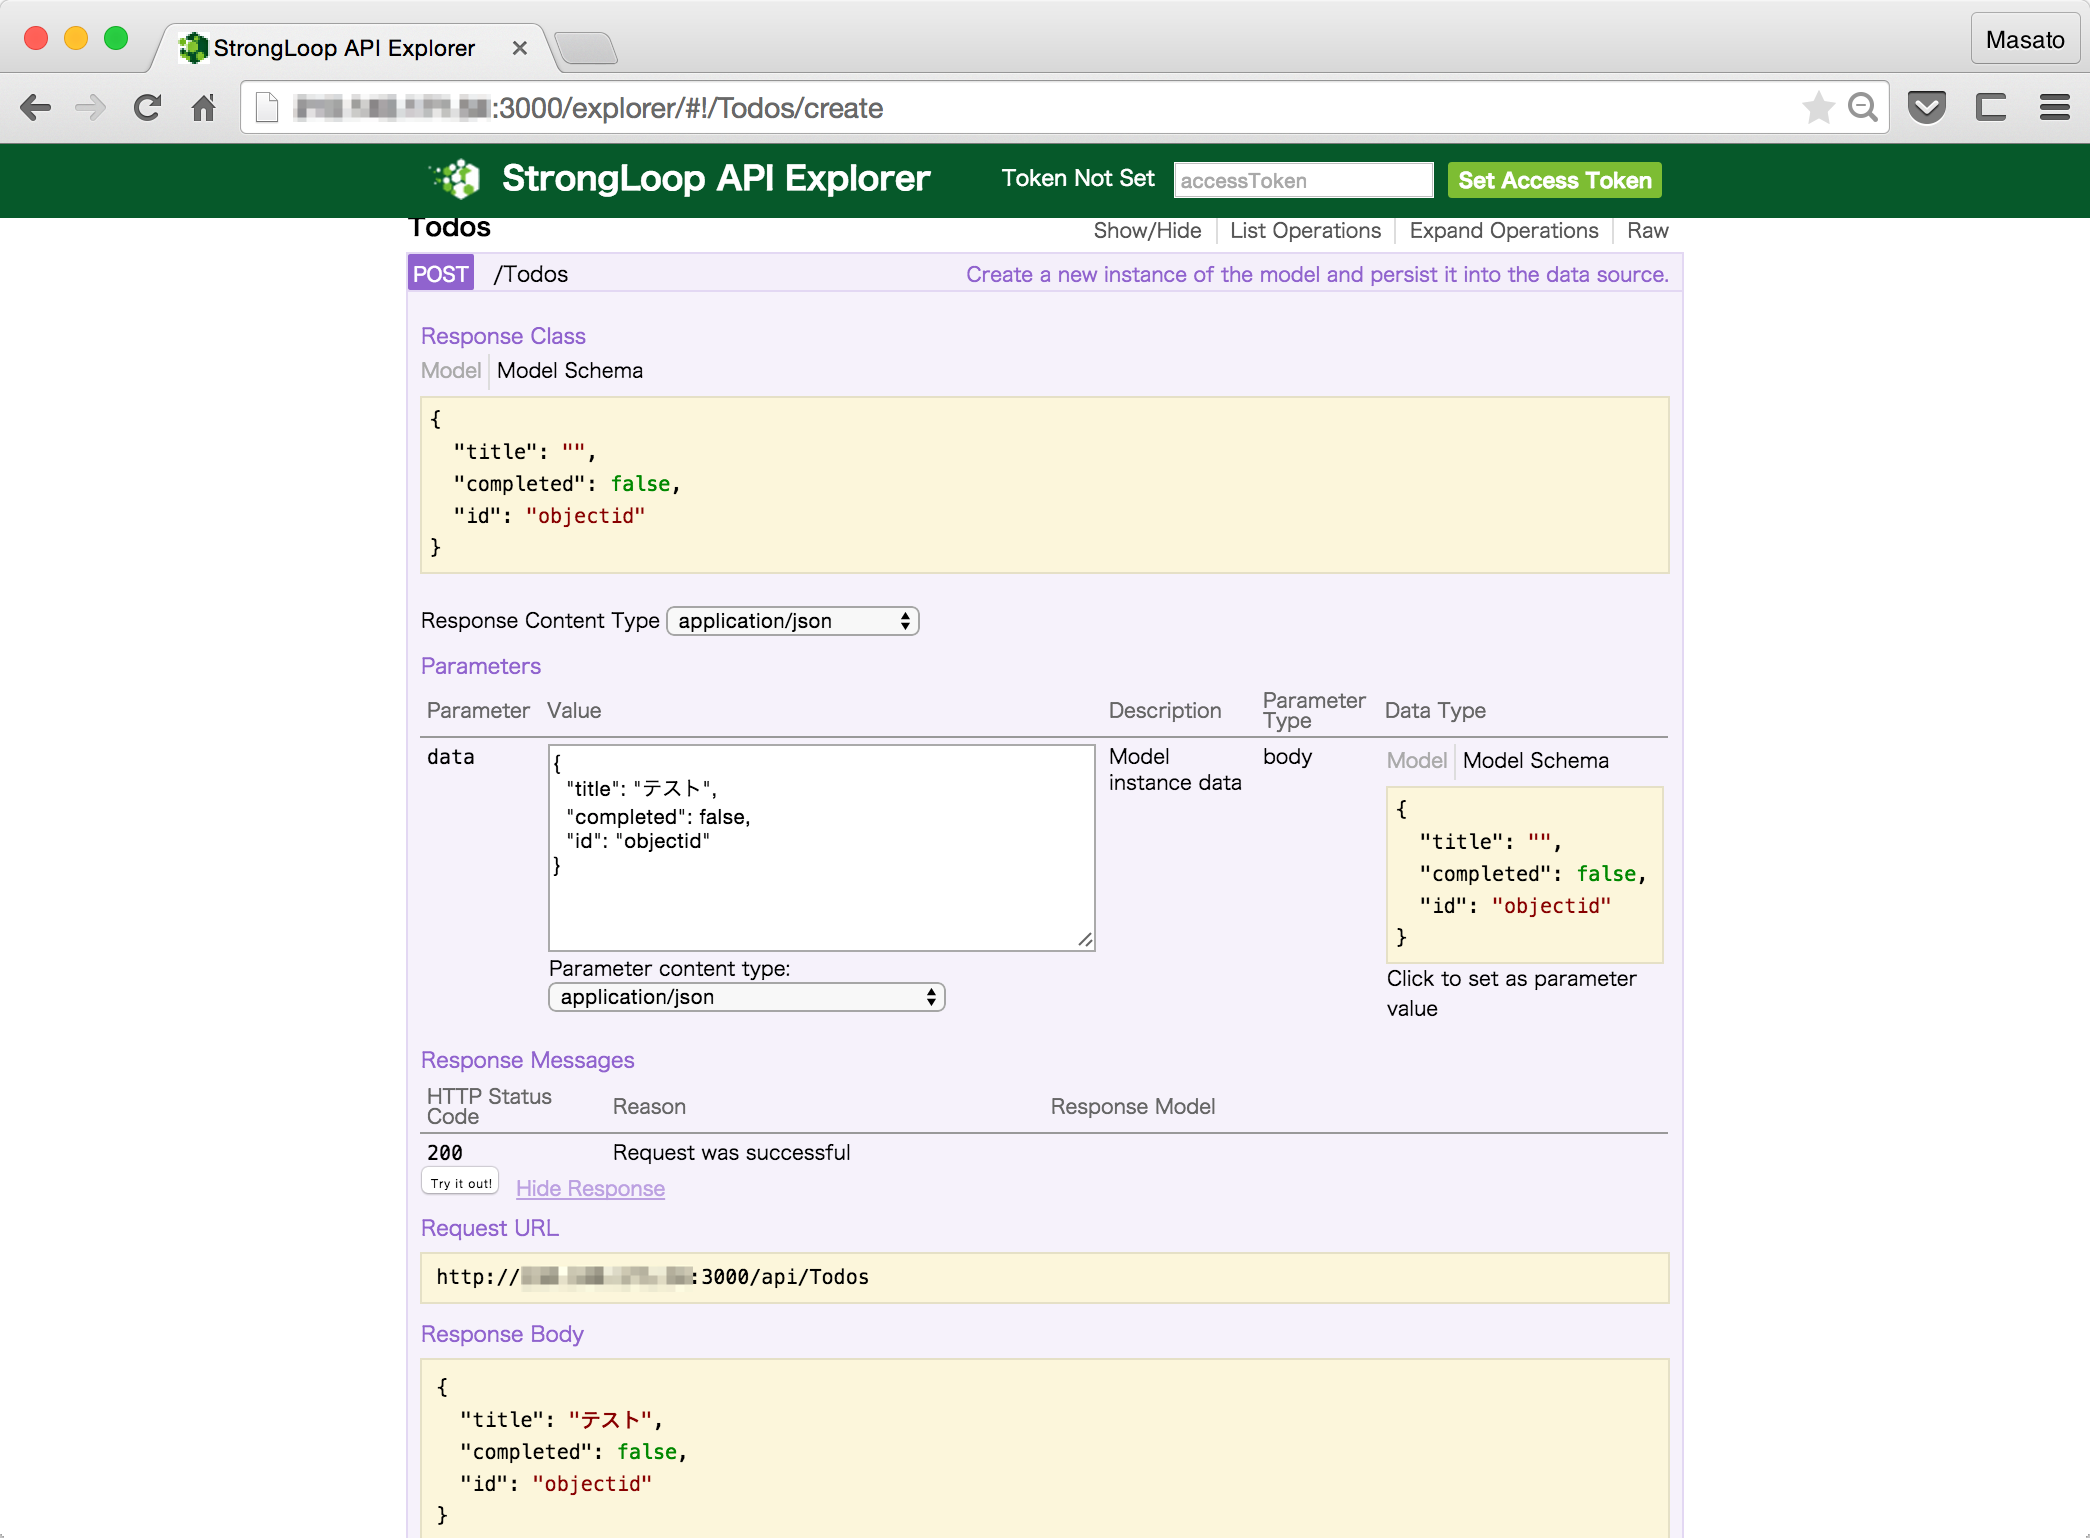 StrongLoop API Explorer
Masato
:3000/explorer/#!/Todos/create
StrongLoop API Explorer
Token Not Set
accessToken
Set Access Token
Todos
Show/Hide
List Operations
Expand Operations
Raw
POST
/Todos
Create a new instance of the model and persist it into the data source.
Response Class
Model
Model Schema
{
"title": "",
"completed": false,
"id": "objectid"
}
Response Content Type
application/json
Parameters
Parameter
Value
Description
Parameter
Type
Data Type
data
{
"title": "テスト",
"completed": false,
"id": "objectid"
}
Parameter content type:
application/json
Model
instance data
body
Model
Model Schema
{
"title": "",
"completed": false,
"id": "objectid"
}
Click to set as parameter
value
Response Messages
HTTP Status
Code
Reason
Response Model
200
Request was successful
Try it out!
Hide Response
Request URL
http://
:3000/api/Todos
Response Body
{
"title": "テスト",
"completed": false,
"id": "objectid"
}